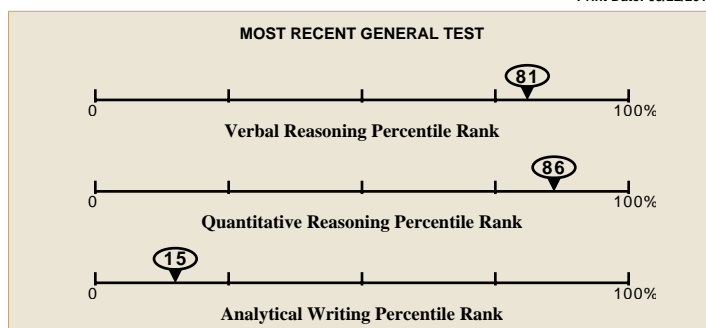 MOST RECENT GENERAL TEST
81
0 100%
Verbal Reasoning Percentile Rank
86
0 100%
Quantitative Reasoning Percentile Rank
15
0 100%
Analytical Writing Percentile Rank